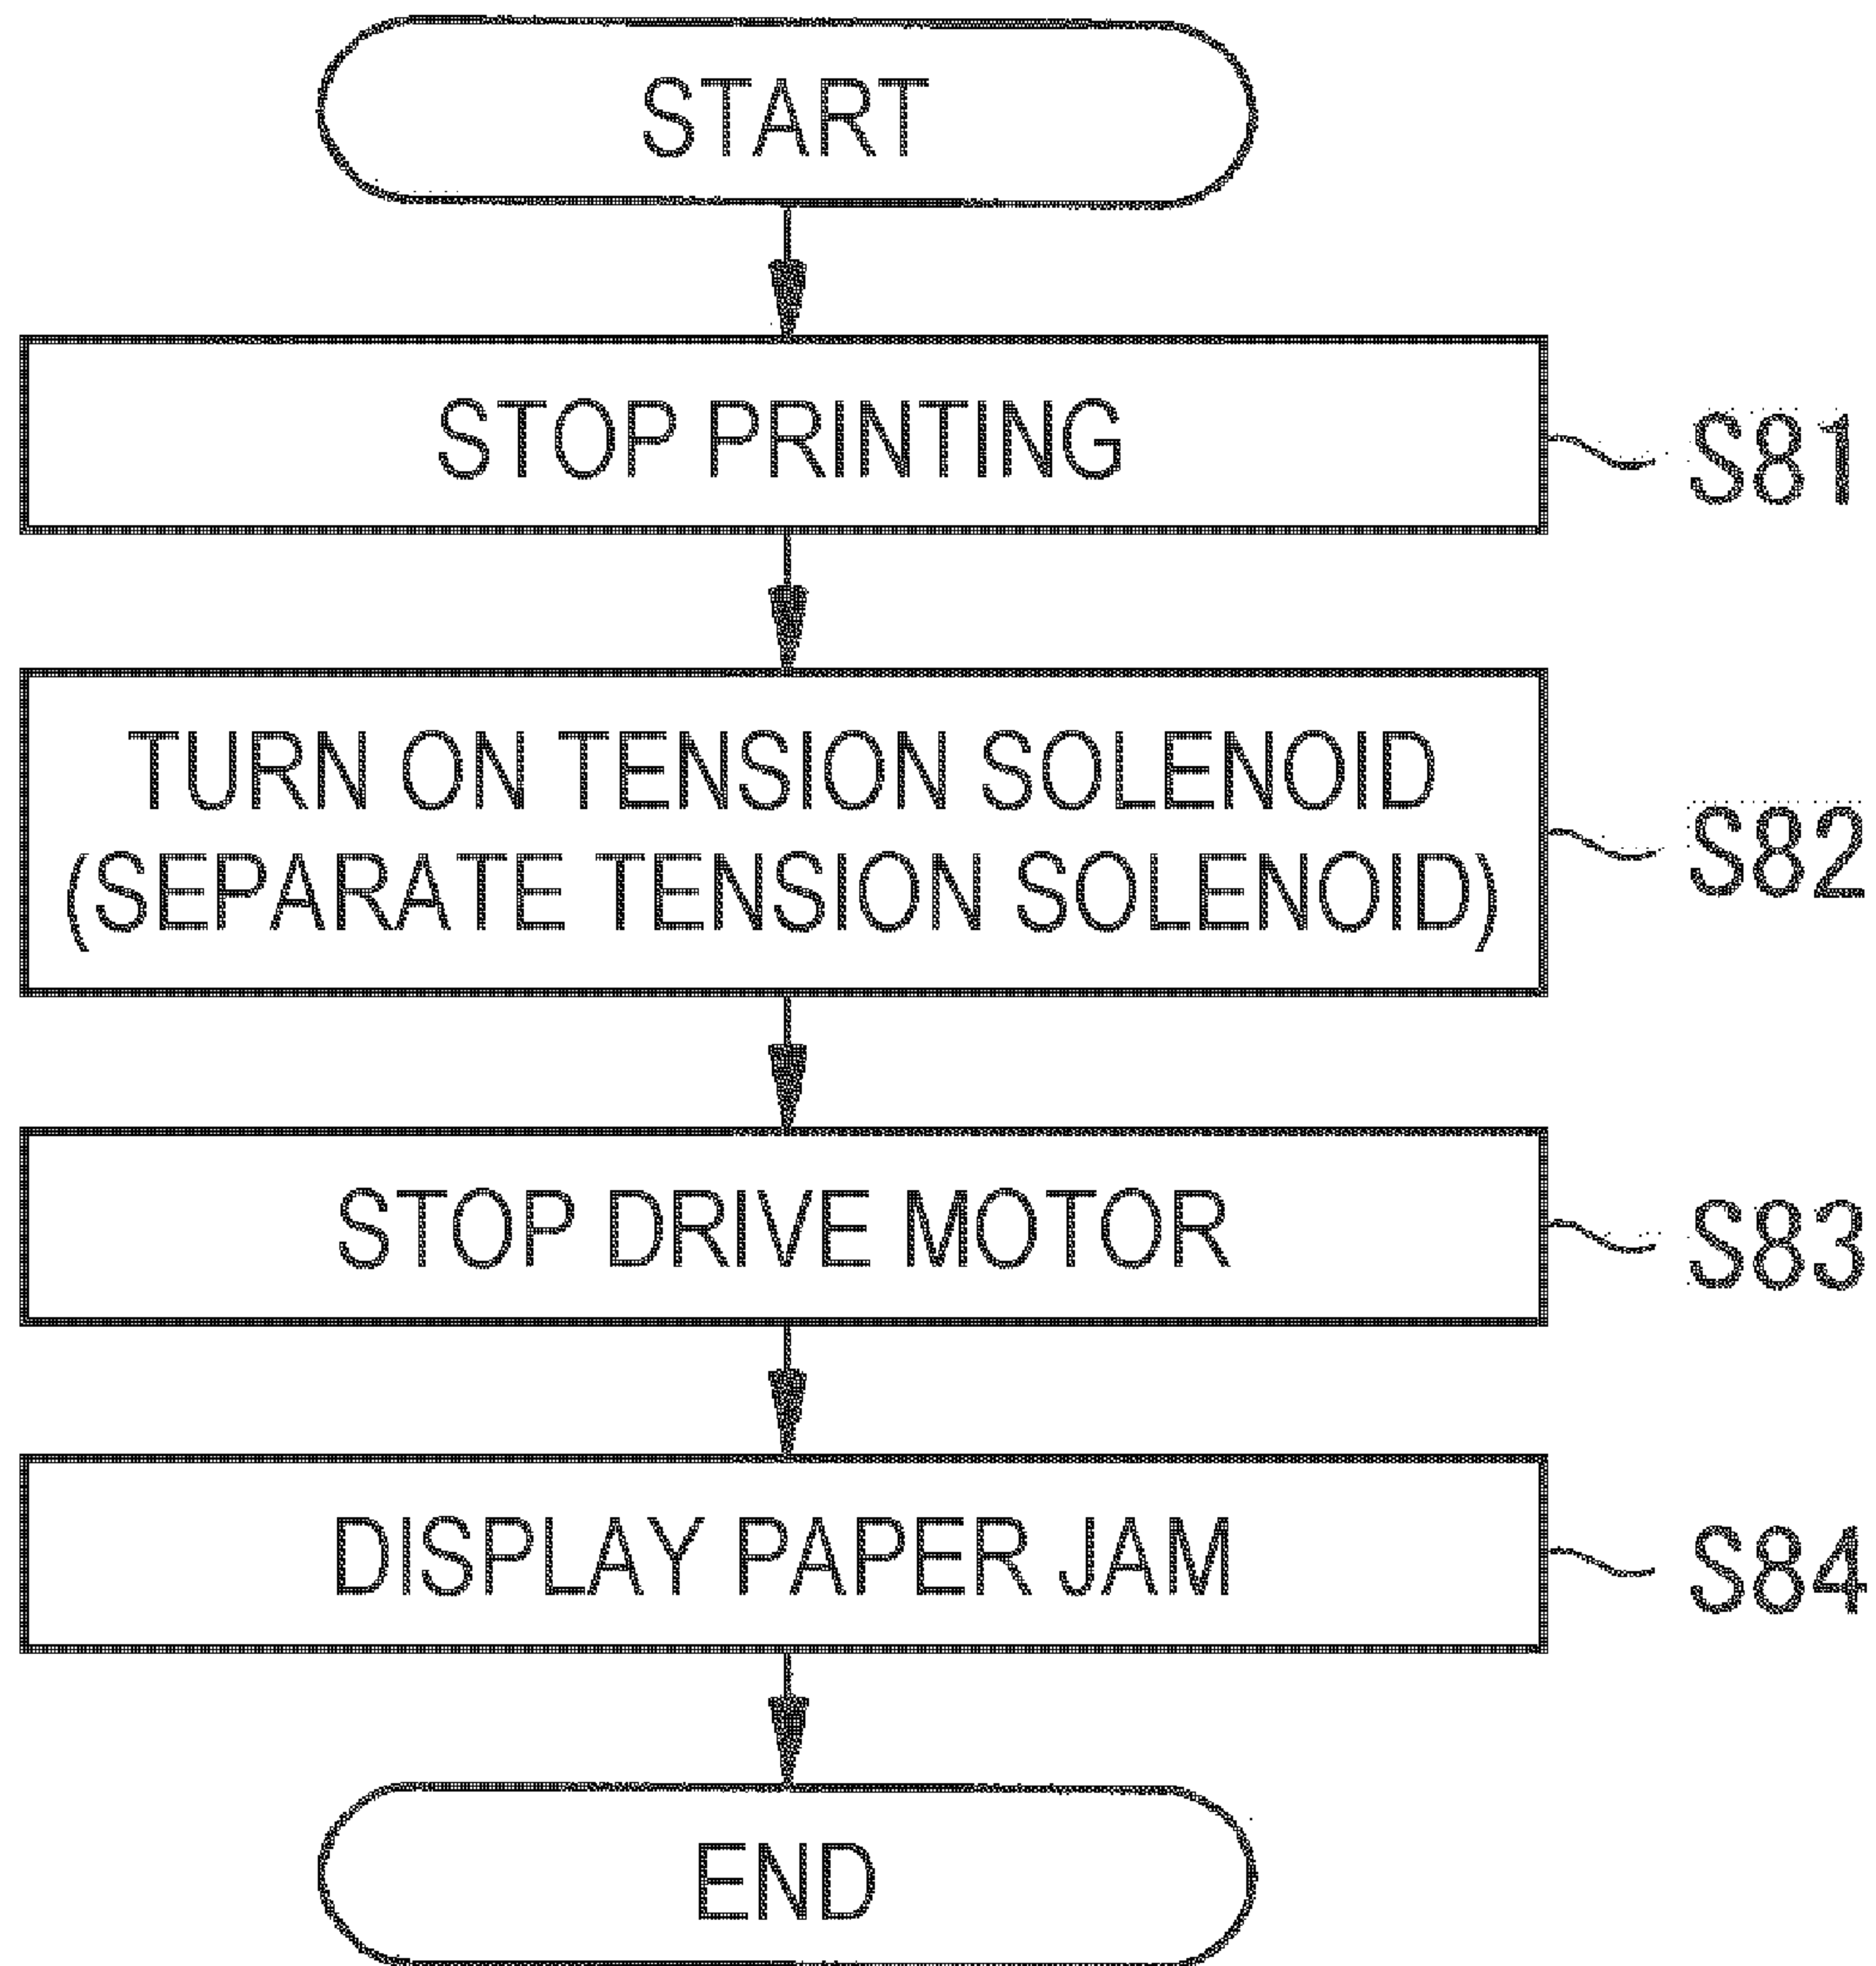 START
STOP PRINTING
S81
TURN ON TENSION SOLENOID
(SEPARATE TENSION SOLENOID)
S82
STOP DRIVE MOTOR
S83
DISPLAY PAPER JAM
S84
END